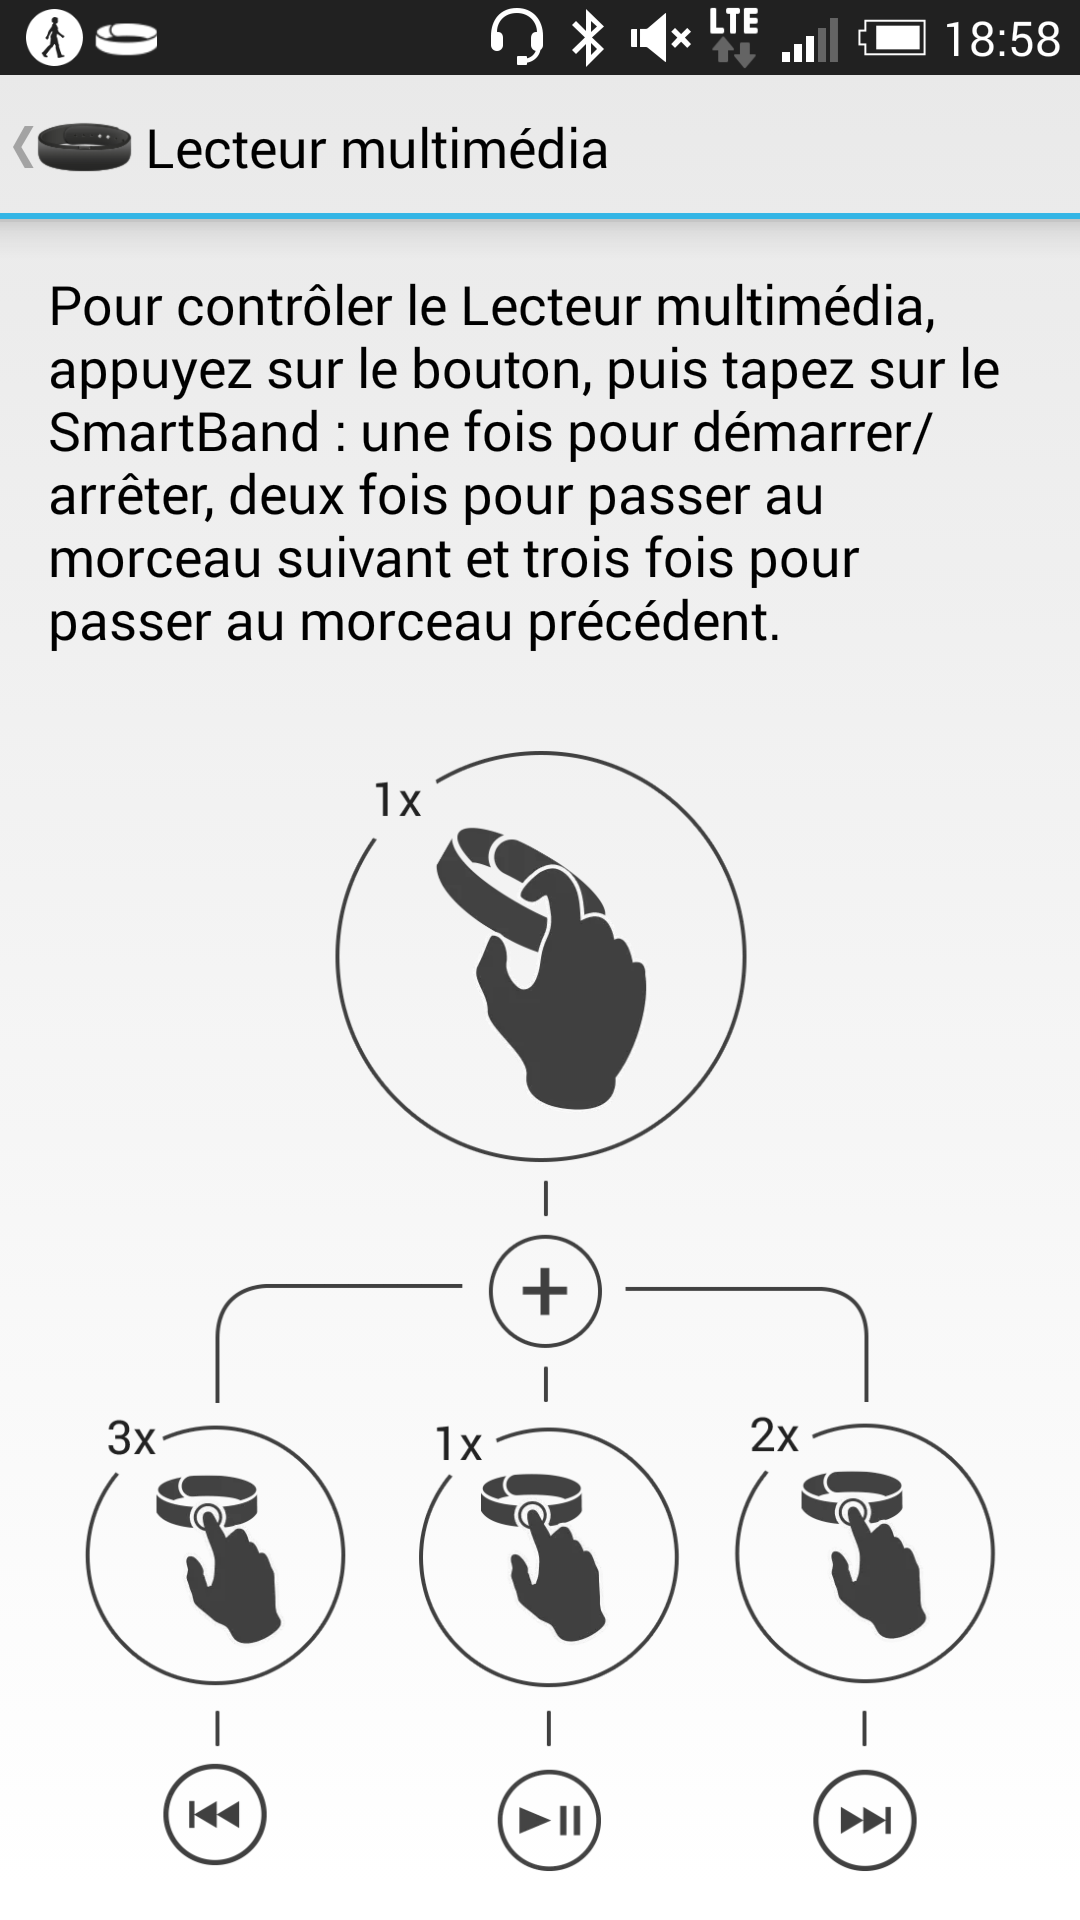 LTE
18:58
Lecteur multimédia
Pour contrôler le Lecteur multimédia,
appuyez sur le bouton, puis tapez sur le
SmartBand : une fois pour démarrer/
arrêter, deux fois pour passer au
morceau suivant et trois fois pour
passer au morceau précédent.
1x
3x
1x
2x